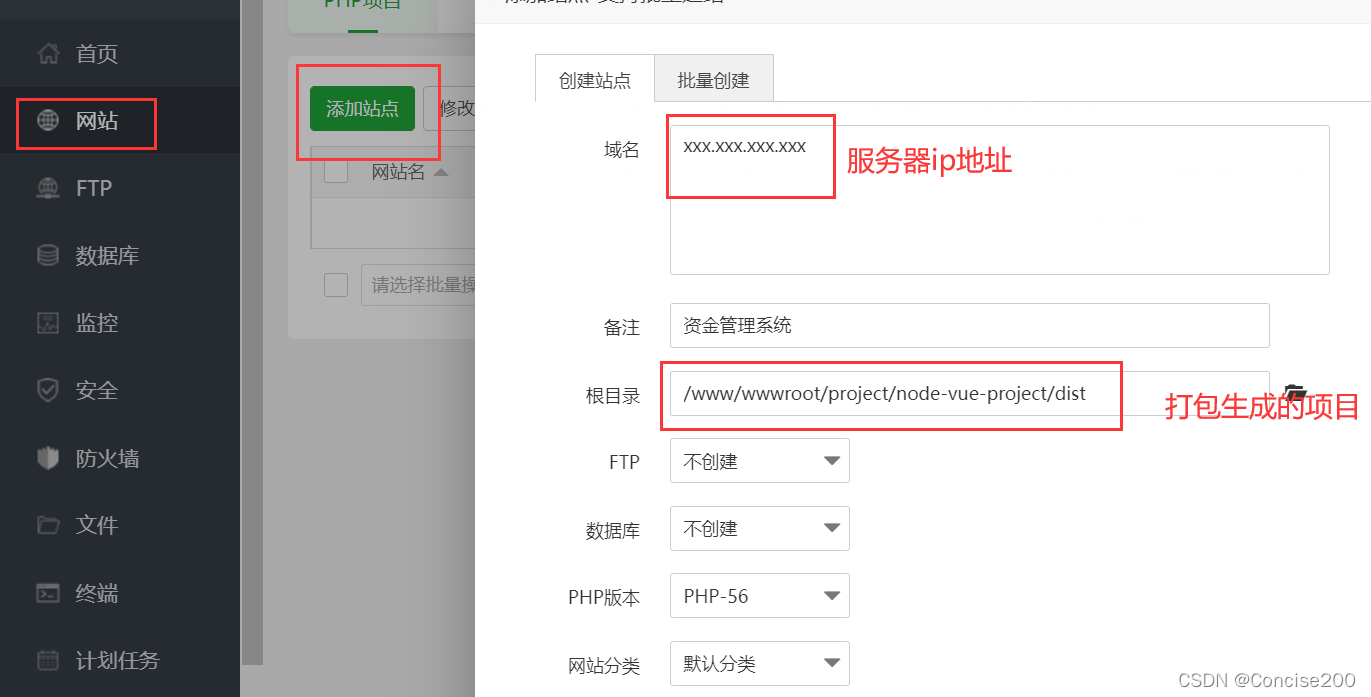 首页
网站
FTP
数据库
监控
安全
防火墙
文件
终端
计划任务
PHP项目
添加站点
修改
网站名
请选择批量操
创建站点
批量创建
域名
xxx.xxx.xxx.xxx
服务器ip地址
备注
资金管理系统
根目录
/www/wwwroot/project/node-vue-project/dist
打包生成的项目
FTP
不创建
数据库
不创建
PHP版本
PHP-56
网站分类
默认分类
CSDN @Concise200